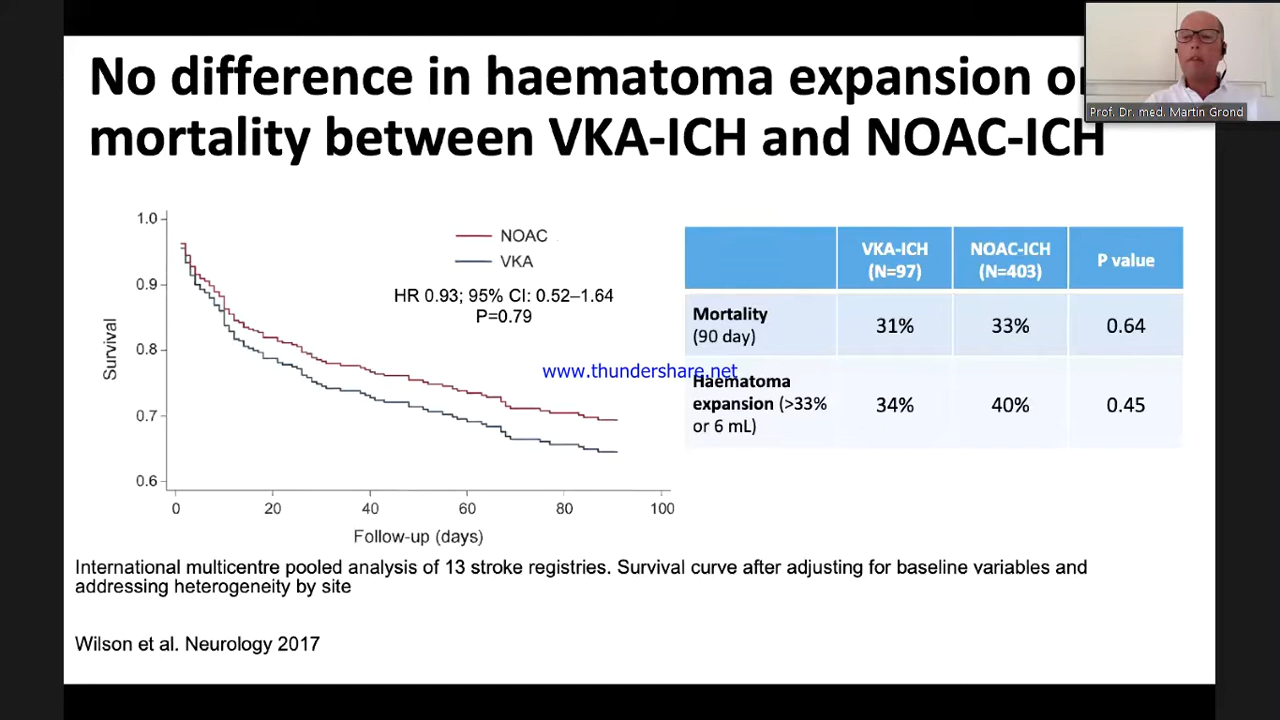 No difference in haematoma expansion or
mortality between VKA-ICH and NOAC-ICH
Prof. Dr. med. Martin Grond
1.0
0.9
0.8
0.7
0.6
Survival
NOAC
VKA
HR 0.93; 95% CI: 0.52–1.64
P=0.79
0 20 40 60 80 100
Follow-up (days)
VKA-ICH
(N=97)
NOAC-ICH
(N=403)
P value
Mortality
(90 day)
31% 33% 0.64
www.thundershare.net
Haematoma
expansion (>33%
or 6 mL)
34% 40% 0.45
International multicentre pooled analysis of 13 stroke registries. Survival curve after adjusting for baseline variables and
addressing heterogeneity by site
Wilson et al. Neurology 2017